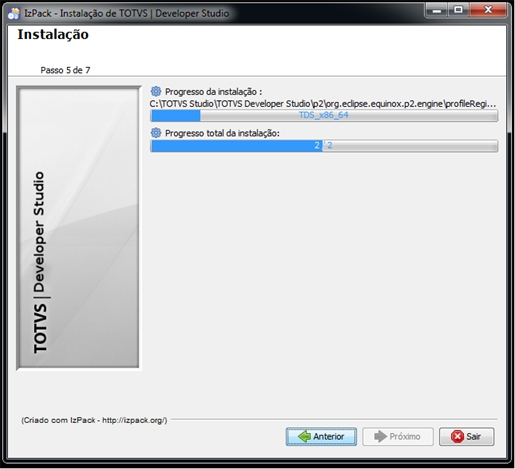 IzPack - Instalação de TOTVS | Developer Studio
Instalação
Passo 5 de 7
Progresso da instalação :
C:\TOTVS Studio\TOTVS Developer Studio\p2\org.eclipse.equinox.p2.engine\profileRegi...
TDS_x86_64
Progresso total da instalação:
2 2
TOTVS | Developer Studio
(Criado com IzPack - http://izpack.org/)
Anterior
Próximo
Sair